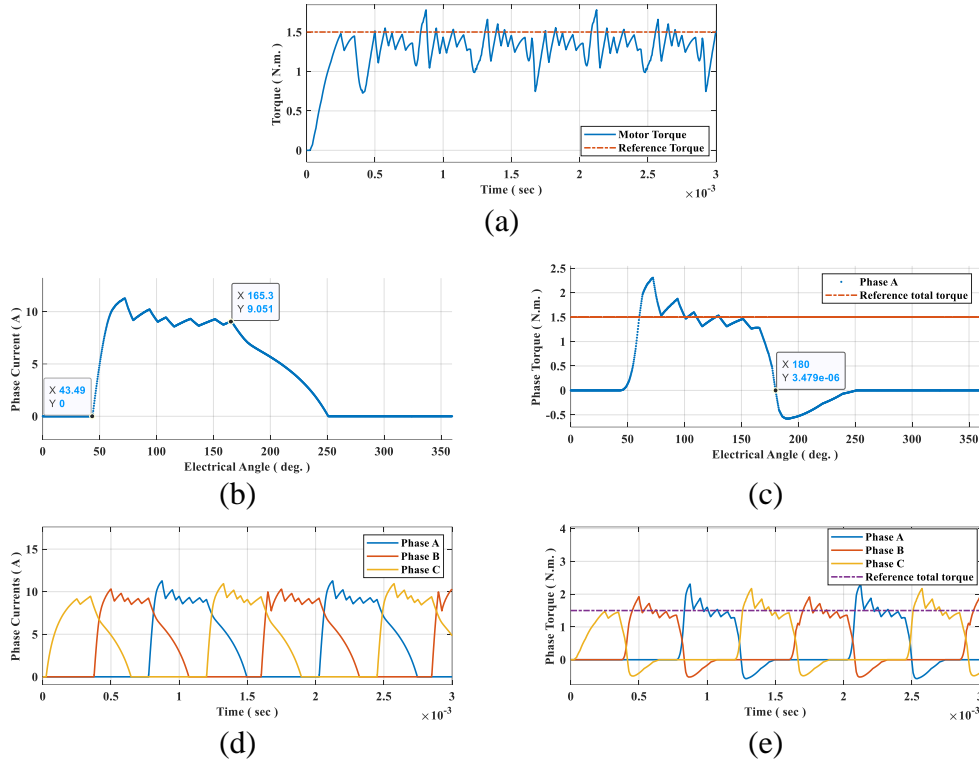 1.5
1
0.5
0
Torque ( N.m. )
Motor Torque
Reference Torque
0 0.5 1 1.5 2 2.5 3
Time ( sec )
×10⁻³
(a)
10
5
0
Phase Current ( A )
X 165.3
Y 9.051
X 43.49
Y 0
0 50 100 150 200 250 300 350
Electrical Angle ( deg. )
(b)
2.5
2
1.5
1
0.5
0
-0.5
Phase Torque ( N.m. )
Phase A
Reference total torque
X 180
Y 3.479e-06
0 50 100 150 200 250 300 350
Electrical Angle ( deg. )
(c)
15
10
5
0
Phase Currents ( A )
Phase A
Phase B
Phase C
0 0.5 1 1.5 2 2.5 3
Time ( sec )
×10⁻³
(d)
4
3
2
1
0
Phase Torque ( N.m. )
Phase A
Phase B
Phase C
Reference total torque
0 0.5 1 1.5 2 2.5 3
Time ( sec )
×10⁻³
(e)